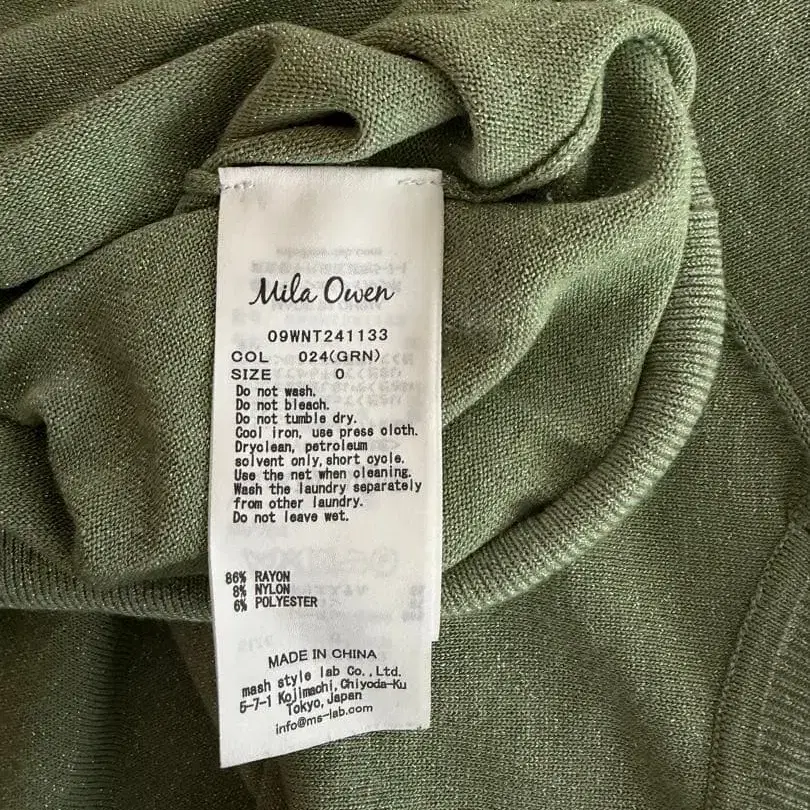 Mila Owen
09WNT241133
COL 024(GRN)
SIZE 0
Do not wash.
Do not bleach.
Do not tumble dry.
Cool iron, use press cloth.
Dryclean, petroleum
solvent only, short cycle.
Use the net when cleaning.
Wash the laundry separately
from other laundry.
Do not leave wet.
86% RAYON
8% NYLON
6% POLYESTER
MADE IN CHINA
mash style lab Co., Ltd.
5-7-1 Kojimachi, Chiyoda-Ku
Tokyo, Japan
info@ms-lab.com